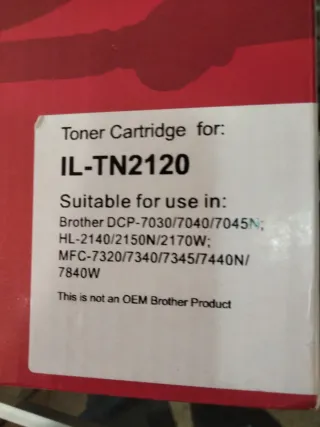 Toner Cartridge for:
IL-TN2120
Suitable for use in:
Brother DCP-7030/7040/7045N;
HL-2140/2150N/2170W;
MFC-7320/7340/7345/7440N/
7840W
This is not an OEM Brother Product